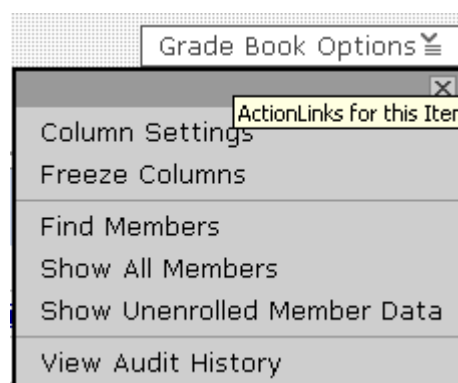 Grade Book Options
ActionLinks for this Iter
Column Settings
Freeze Columns
Find Members
Show All Members
Show Unenrolled Member Data
View Audit History